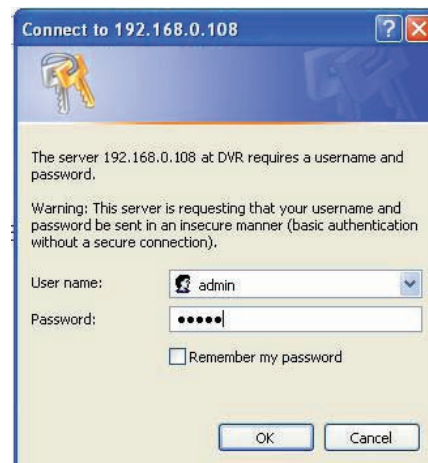 Connect to 192.168.0.108
The server 192.168.0.108 at DVR requires a username and
password.
Warning: This server is requesting that your username and
password be sent in an insecure manner (basic authentication
without a secure connection).
User name:
admin
Password:
●●●●●
Remember my password
OK
Cancel